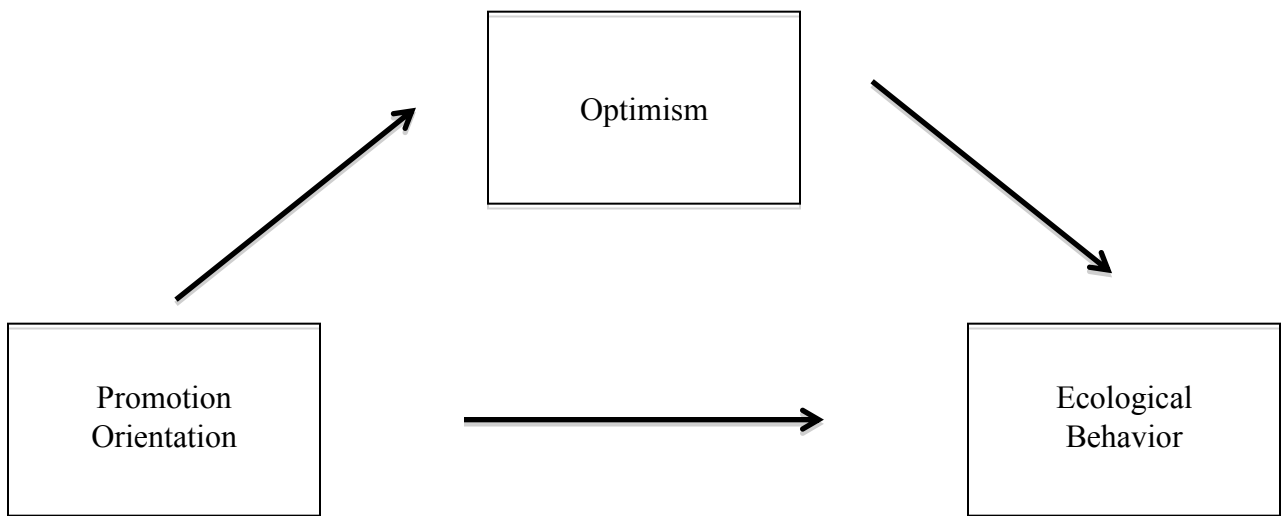 Optimism
Promotion
Orientation
Ecological
Behavior